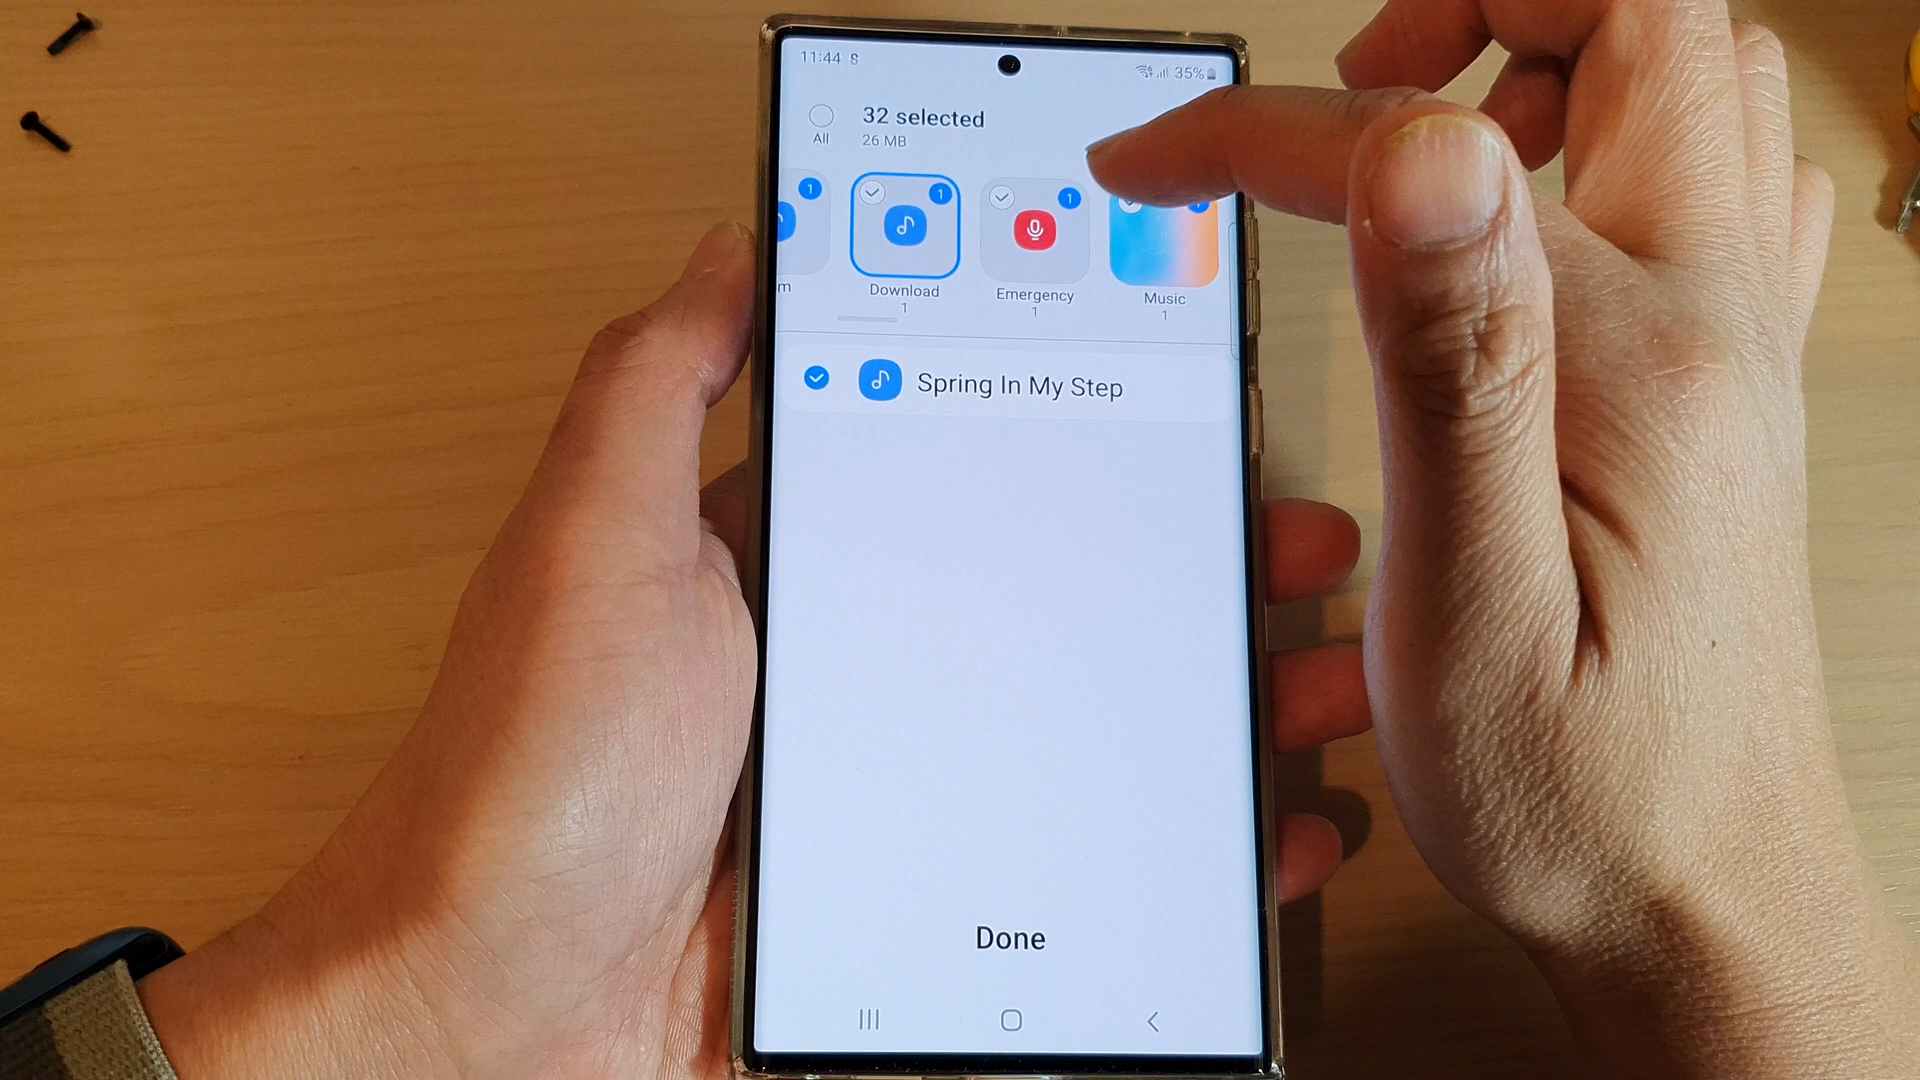 11:44
35%
32 selected
All
26 MB
1
1
1
m
Download
1
Emergency
1
Music
1
Spring In My Step
Done